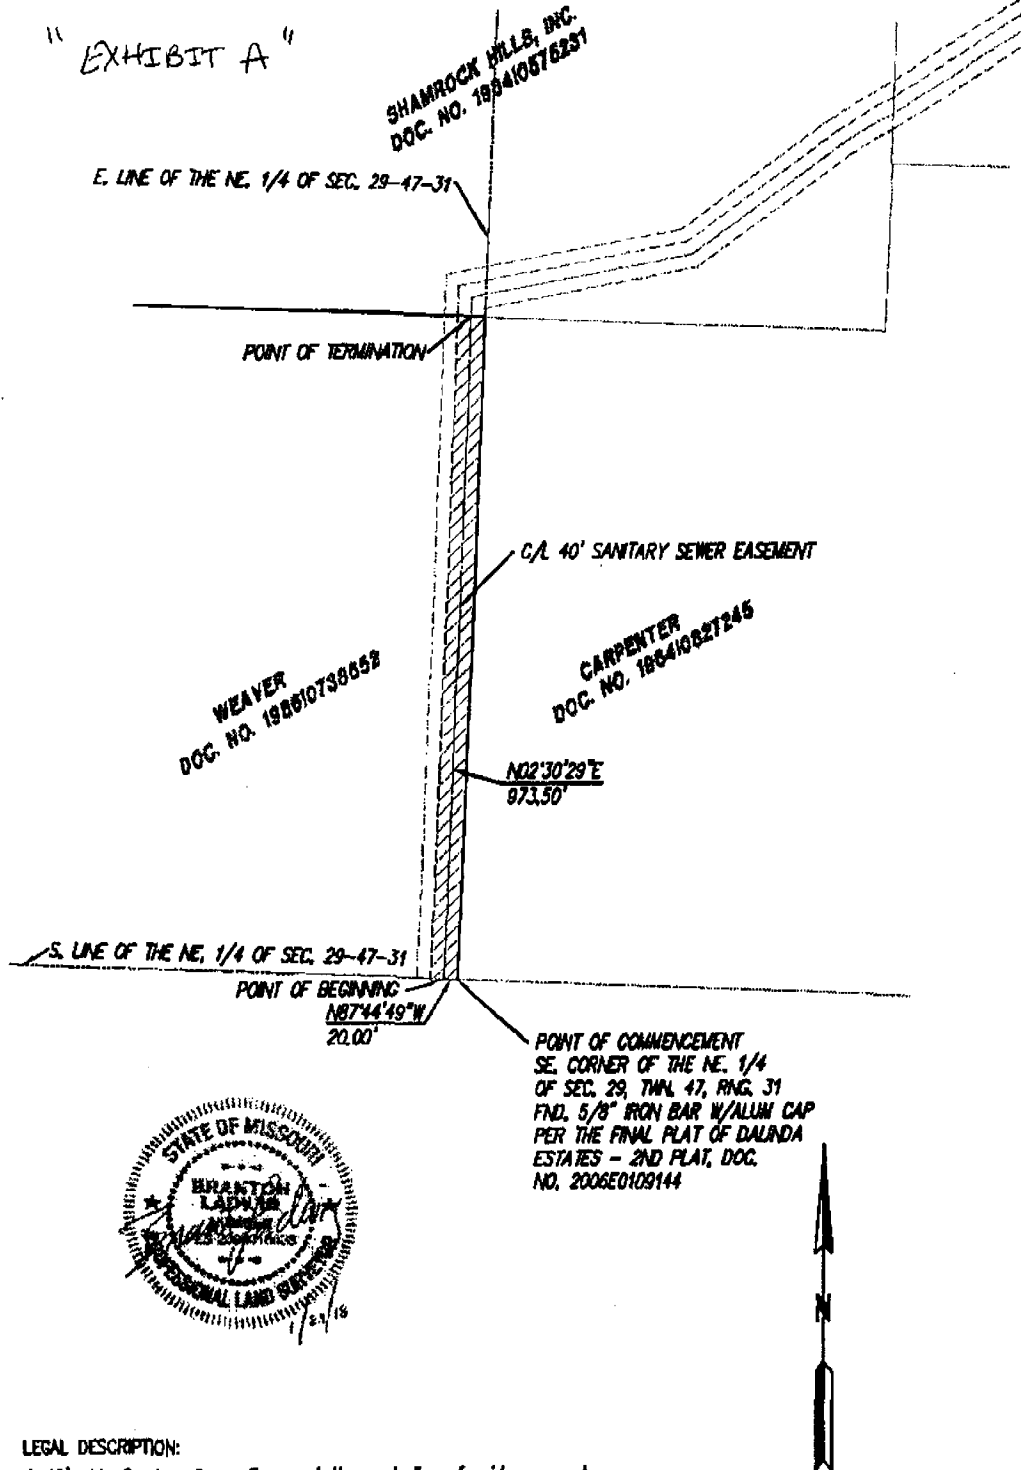 "EXHIBIT A"
SHAMROCK HILLS, INC.
DOC. NO. 198410575231
E. LINE OF THE NE. 1/4 OF SEC. 29-47-31
POINT OF TERMINATION
C/L 40' SANITARY SEWER EASEMENT
CARPENTER
DOC. NO. 198410627245
WEAVER
DOC. NO. 198610738652
N02°30'29"E
973.50'
S. LINE OF THE NE. 1/4 OF SEC. 29-47-31
POINT OF BEGINNING
N87°44'49"W
20.00'
POINT OF COMMENCEMENT
SE. CORNER OF THE NE. 1/4
OF SEC. 29, TWN. 47, RNG. 31
FND. 5/8" IRON BAR W/ALUM CAP
PER THE FINAL PLAT OF DALINDA
ESTATES - 2ND PLAT, DOC.
NO. 2006E0109144
STATE OF MISSOURI
BRANTON
PROFESSIONAL LAND SURVEYOR
N
LEGAL DESCRIPTION: